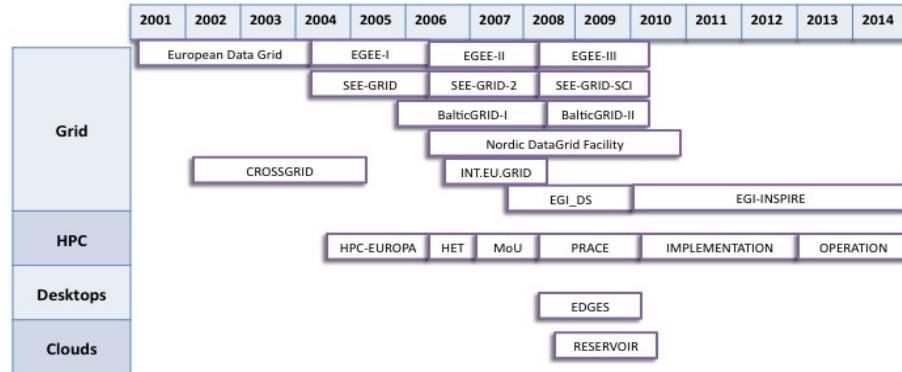 2001 2002 2003 2004 2005 2006 2007 2008 2009 2010 2011 2012 2013 2014
European Data Grid EGEE-I EGEE-II EGEE-III
SEE-GRID SEE-GRID-2 SEE-GRID-SCI
BalticGRID-I BalticGRID-II
Grid
Nordic DataGrid Facility
CROSSGRID INT.EU.GRID
EGI_DS EGI-INSPIRE
HPC HPC-EUROPA HET MoU PRACE IMPLEMENTATION OPERATION
Desktops EDGES
Clouds RESERVOIR